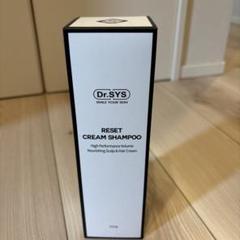 Dr.SYS
SMILE YOUR SKIN
RESET
CREAM SHAMPOO
High Performance Volume
Nourishing Scalp & Hair Cream